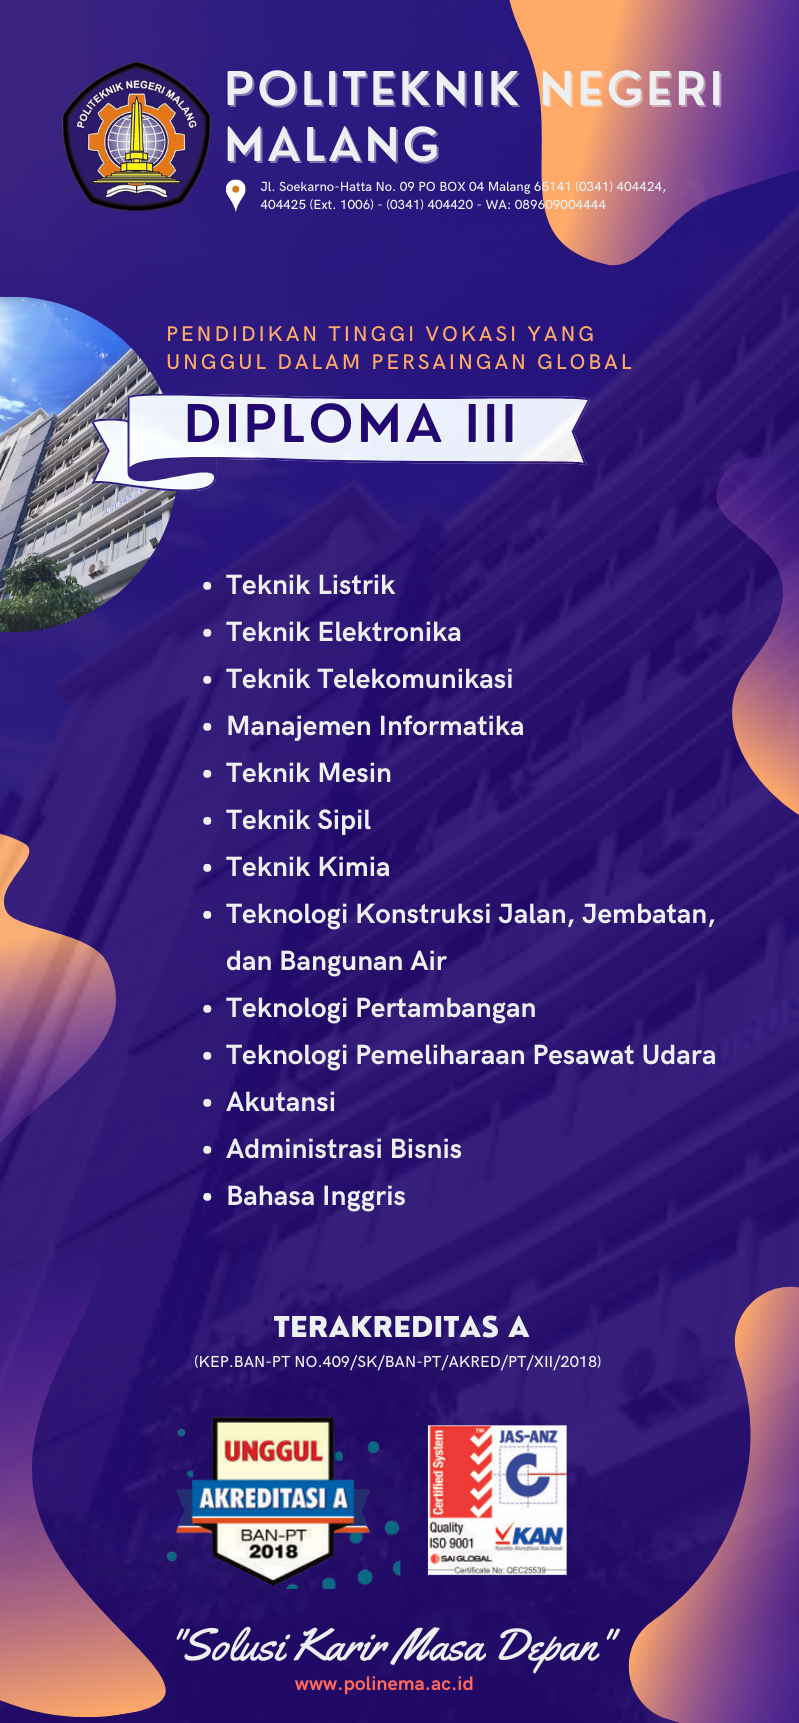 POLITEKNIK NEGERI MALANG
POLITEKNIK NEGERI
MALANG
Jl. Soekarno-Hatta No. 09 PO BOX 04 Malang 65141 (0341) 404424,
404425 (Ext. 1006) - (0341) 404420 - WA: 089609004444
PENDIDIKAN TINGGI VOKASI YANG
UNGGUL DALAM PERSAINGAN GLOBAL
DIPLOMA III
• Teknik Listrik
• Teknik Elektronika
• Teknik Telekomunikasi
• Manajemen Informatika
• Teknik Mesin
• Teknik Sipil
• Teknik Kimia
• Teknologi Konstruksi Jalan, Jembatan,
dan Bangunan Air
• Teknologi Pertambangan
• Teknologi Pemeliharaan Pesawat Udara
• Akutansi
• Administrasi Bisnis
• Bahasa Inggris
TERAKREDITAS A
(KEP.BAN-PT NO.409/SK/BAN-PT/AKRED/PT/XII/2018)
UNGGUL
AKREDITASI A
BAN-PT
2018
Certified System
™
JAS-ANZ
C
Quality
ISO 9001
SAI GLOBAL
KAN
Komite Akreditasi Nasional
Certificate No: QEC25539
"Solusi Karir Masa Depan"
www.polinema.ac.id